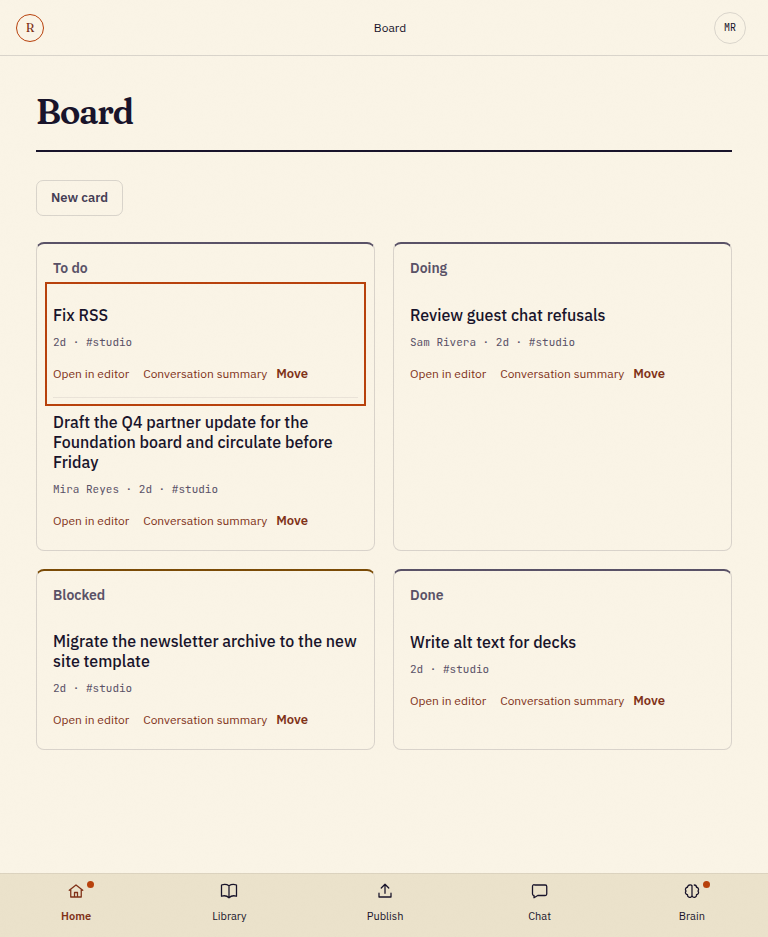 R
Board
MR
Board
New card
To do
Fix RSS
2d · #studio
Open in editor Conversation summary Move
Draft the Q4 partner update for the
Foundation board and circulate before
Friday
Mira Reyes · 2d · #studio
Open in editor Conversation summary Move
Doing
Review guest chat refusals
Sam Rivera · 2d · #studio
Open in editor Conversation summary Move
Blocked
Migrate the newsletter archive to the new
site template
2d · #studio
Open in editor Conversation summary Move
Done
Write alt text for decks
2d · #studio
Open in editor Conversation summary Move
Home
Library
Publish
Chat
Brain